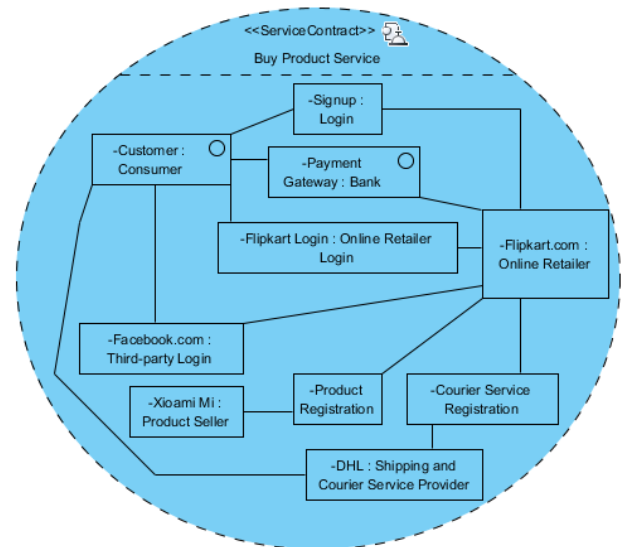 <<ServiceContract>>
Buy Product Service
-Signup :
Login
-Customer :
Consumer
-Payment
Gateway : Bank
-Flipkart Login : Online Retailer
Login
-Flipkart.com :
Online Retailer
-Facebook.com :
Third-party Login
-Xioami Mi :
Product Seller
-Product
Registration
-Courier Service
Registration
-DHL : Shipping and
Courier Service Provider